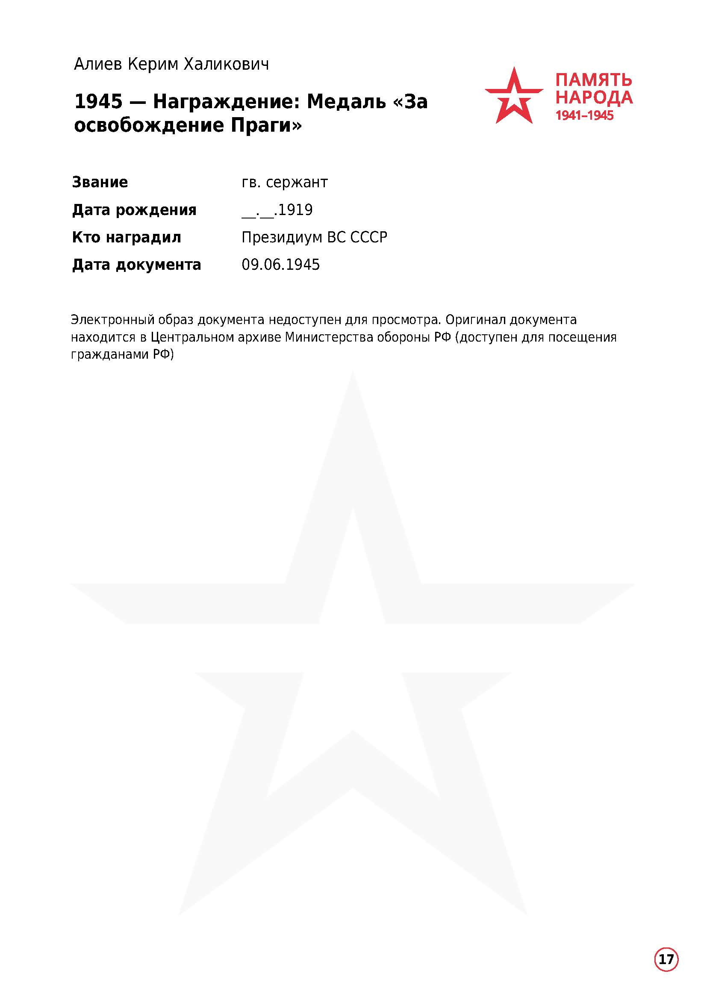 Алиев Керим Халикович
ПАМЯТЬ
НАРОДА
1941–1945
1945 — Награждение: Медаль «За
освобождение Праги»
Звание гв. сержант
Дата рождения __.__.1919
Кто наградил Президиум ВС СССР
Дата документа 09.06.1945
Электронный образ документа недоступен для просмотра. Оригинал документа
находится в Центральном архиве Министерства обороны РФ (доступен для посещения
гражданами РФ)
17